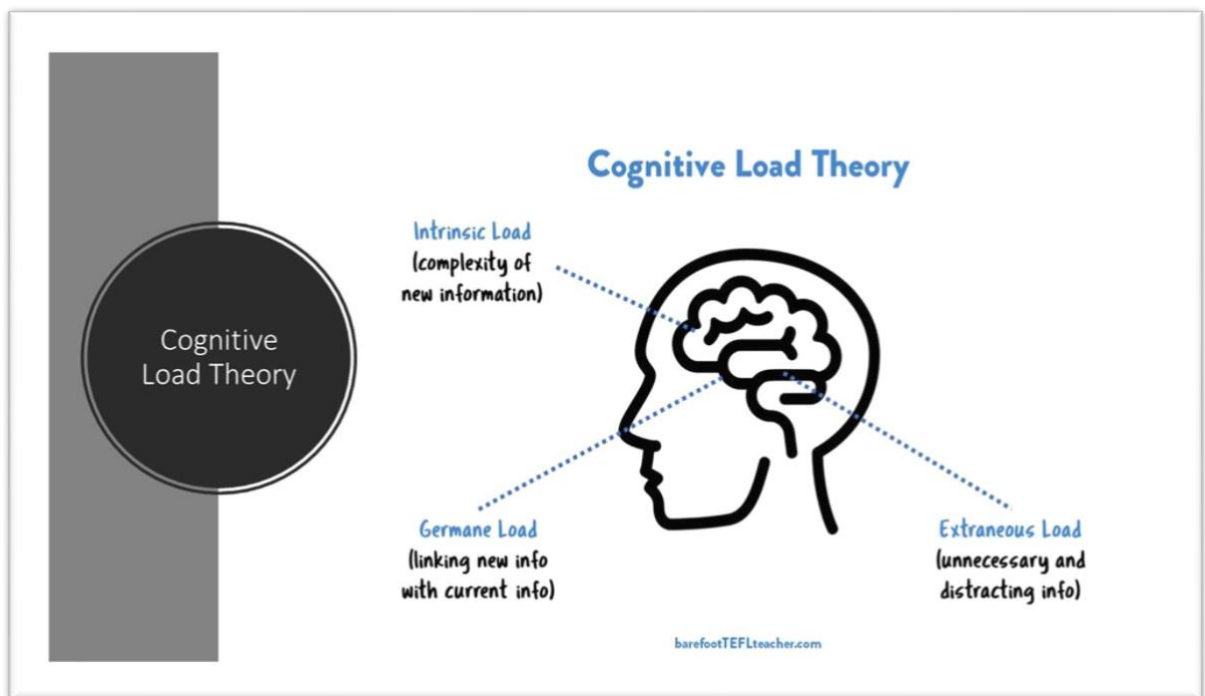 Cognitive
Load Theory
Cognitive Load Theory
Intrinsic Load
(complexity of
new information)
Germane Load
(linking new info
with current info)
Extraneous Load
(unnecessary and
distracting info)
barefootTEFLteacher.com